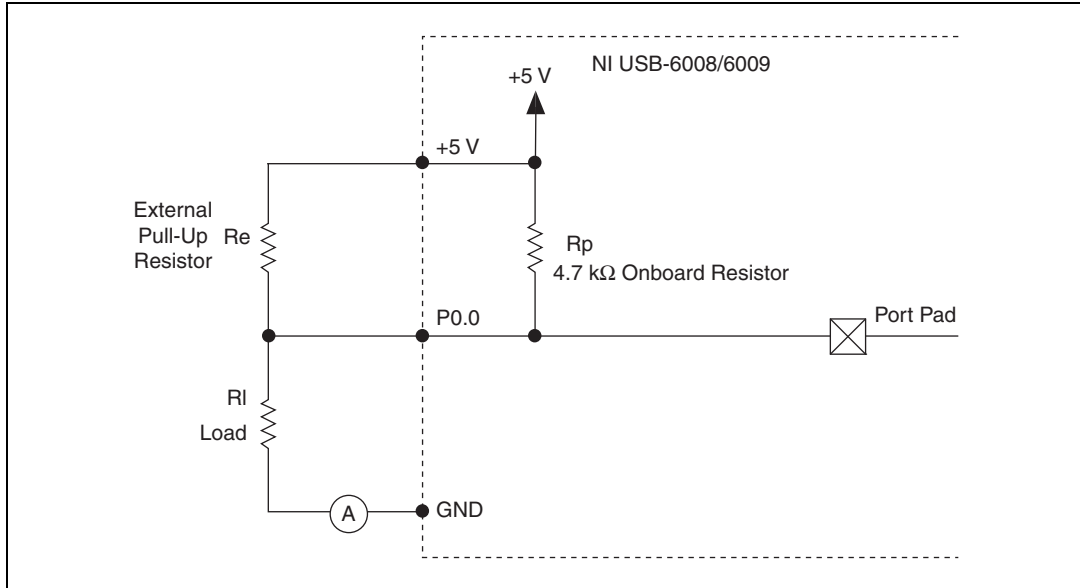 NI USB-6008/6009
+5 V
+5 V
External
Pull-Up
Resistor
Re
Rp
4.7 kΩ Onboard Resistor
P0.0
Port Pad
Rl
Load
A
GND